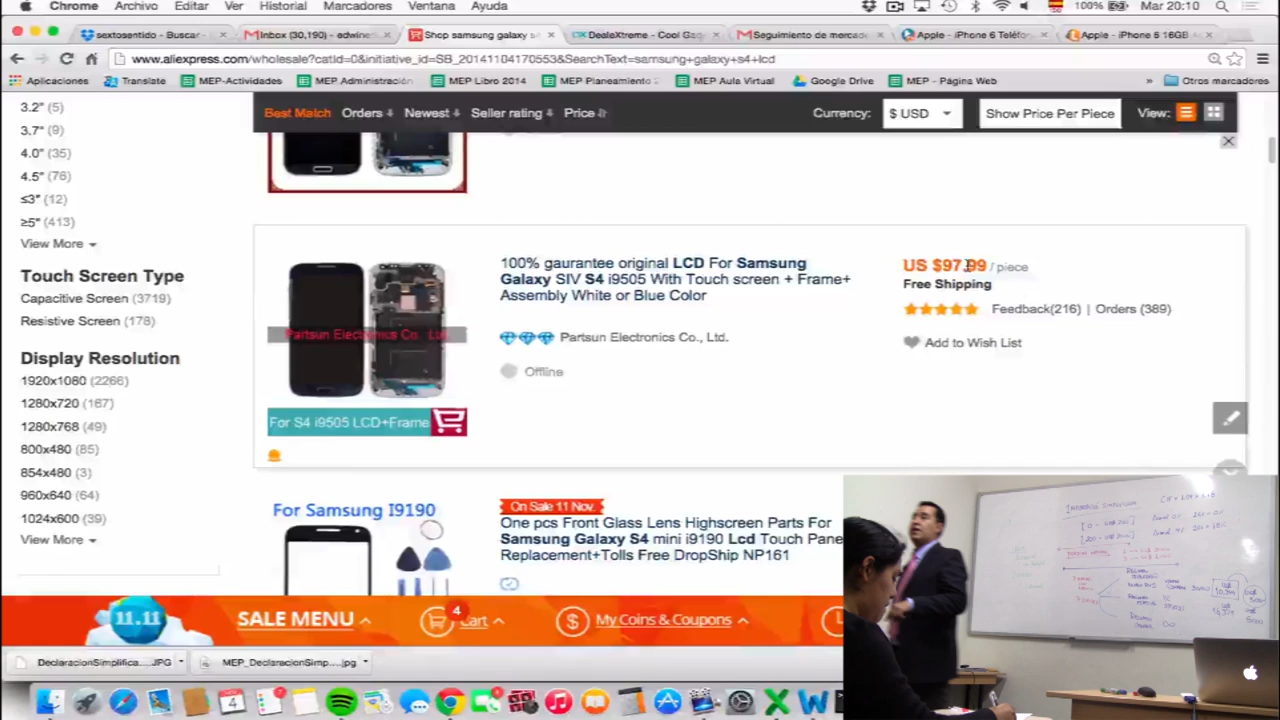 Chrome Archivo Editar Ver Historial Marcadores Ventana Ayuda 100% Mar 20:10
sextosentido - Buscar - Inbox (30,190) - edwine Shop samsung galaxy s DealeXtreme - Cool Gad Seguimiento de mercad Apple - iPhone 6 Teléfor Apple - iPhone 5 16GB
www.aliexpress.com/wholesale?catId=0&initiative_id=SB_20141104170553&SearchText=samsung+galaxy+s4+lcd
Aplicaciones Translate MEP-Actividades MEP Administración MEP Libro 2014 MEP Planeamiento MEP Aula Virtual Google Drive MEP - Página Web » Otros marcadores
Best Match Orders Newest Seller rating Price Currency: $ USD Show Price Per Piece View:
3.2" (5)
3.7" (9)
4.0" (35)
4.5" (76)
≤3" (12)
≥5" (413)
View More
Touch Screen Type
Capacitive Screen (3719)
Resistive Screen (178)
Display Resolution
1920x1080 (2266)
1280x720 (167)
1280x768 (49)
800x480 (85)
854x480 (3)
960x640 (64)
1024x600 (39)
View More
Partsun Electronics Co., Ltd.
For S4 i9505 LCD+Frame
100% gaurantee original LCD For Samsung
Galaxy SIV S4 i9505 With Touch screen + Frame+
Assembly White or Blue Color
Partsun Electronics Co., Ltd.
Offline
US $97.99 / piece
Free Shipping
Feedback(216) | Orders (389)
Add to Wish List
For Samsung I9190
On Sale 11 Nov.
One pcs Front Glass Lens Highscreen Parts For
Samsung Galaxy S4 mini i9190 Lcd Touch Pane
Replacement+Tolls Free DropShip NP161
11.11 SALE MENU 4 Cart $ My Coins & Coupons
DeclaracionSimplifica....JPG MEP_DeclaracionSimp....jpg
4